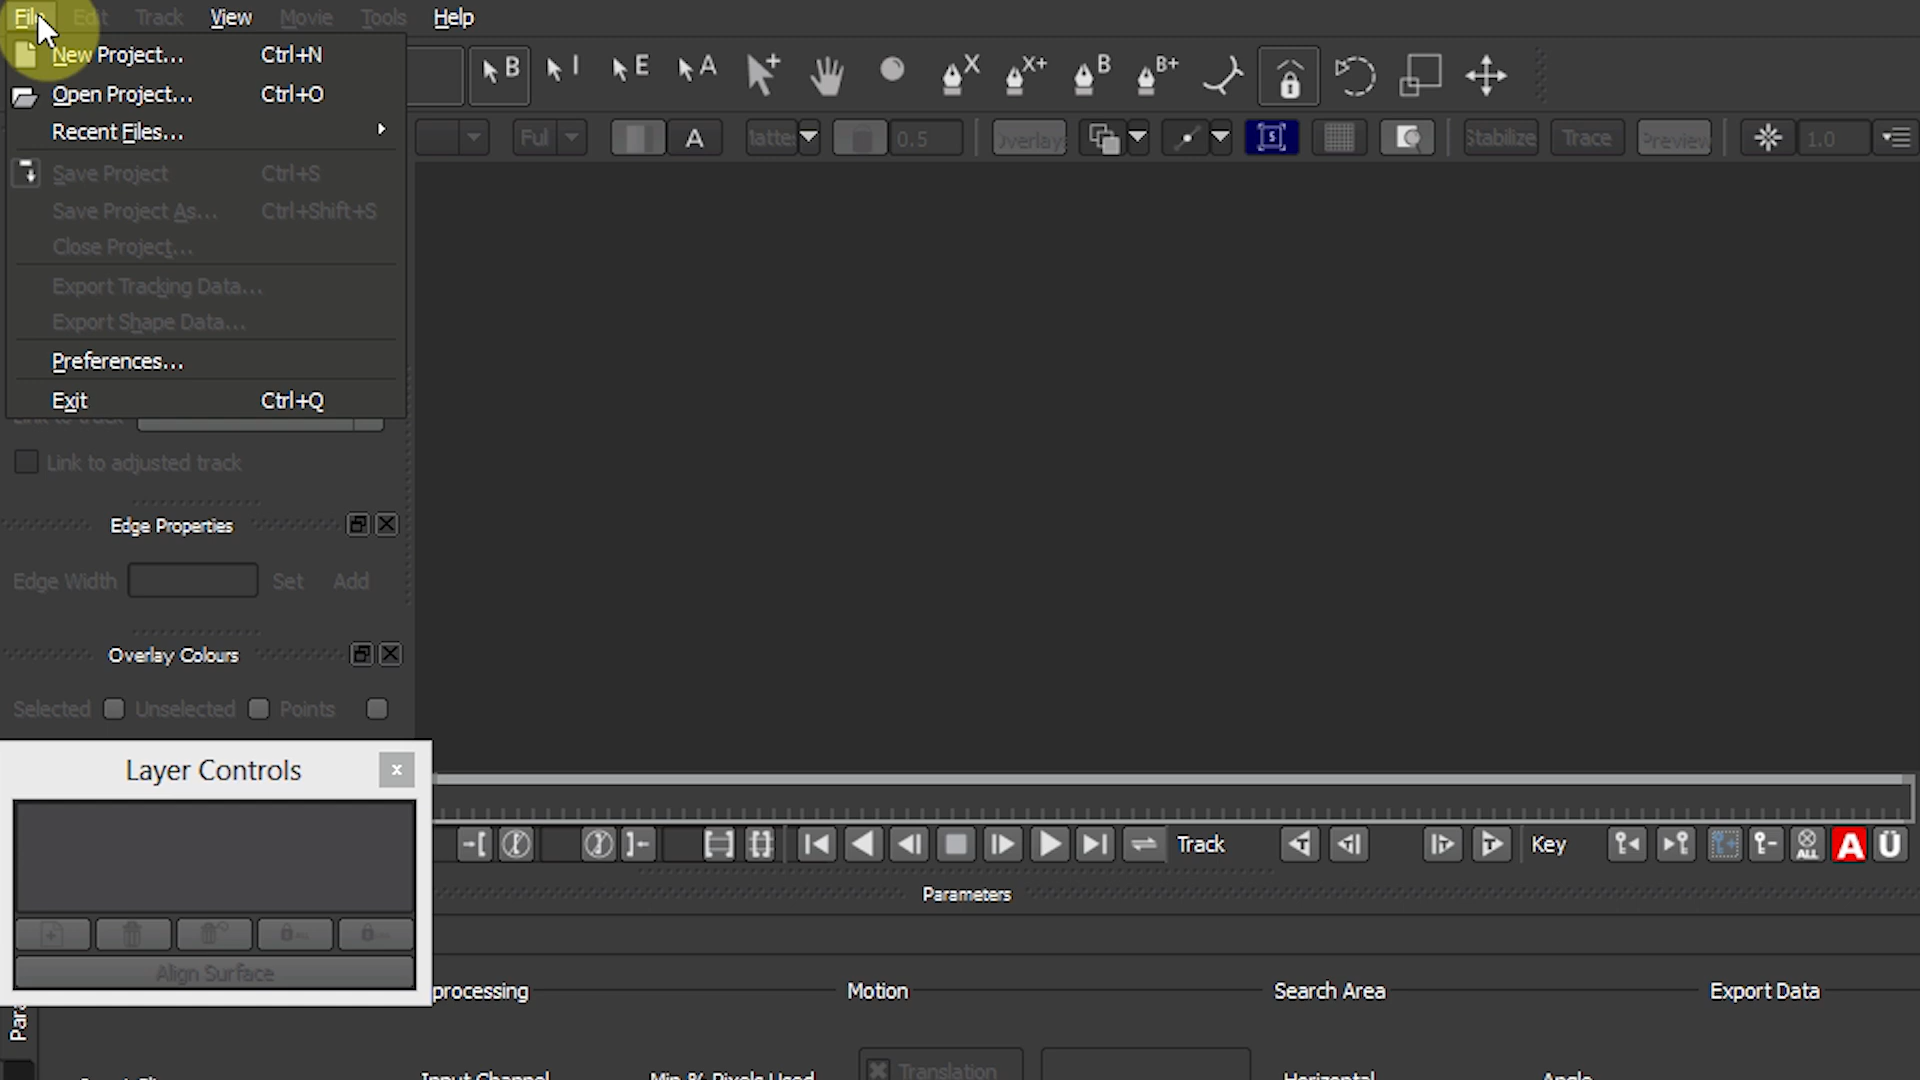 File Edit Track View Movie Tools Help
New Project... Ctrl+N
Open Project... Ctrl+O
Recent Files...
Save Project Ctrl+S
Save Project As... Ctrl+Shift+S
Close Project...
Export Tracking Data...
Export Shape Data...
Preferences...
Exit Ctrl+Q
B I E A X X+ B B+
Ful A 0.5 Overlay S Stabilize Trace Preview 1.0
Link to adjusted track
Edge Properties
Edge Width Set Add
Overlay Colours
Selected Unselected Points
Layer Controls
Align Surface
Track Key ALL A Ü
Parameters
processing Motion Search Area Export Data
Translation